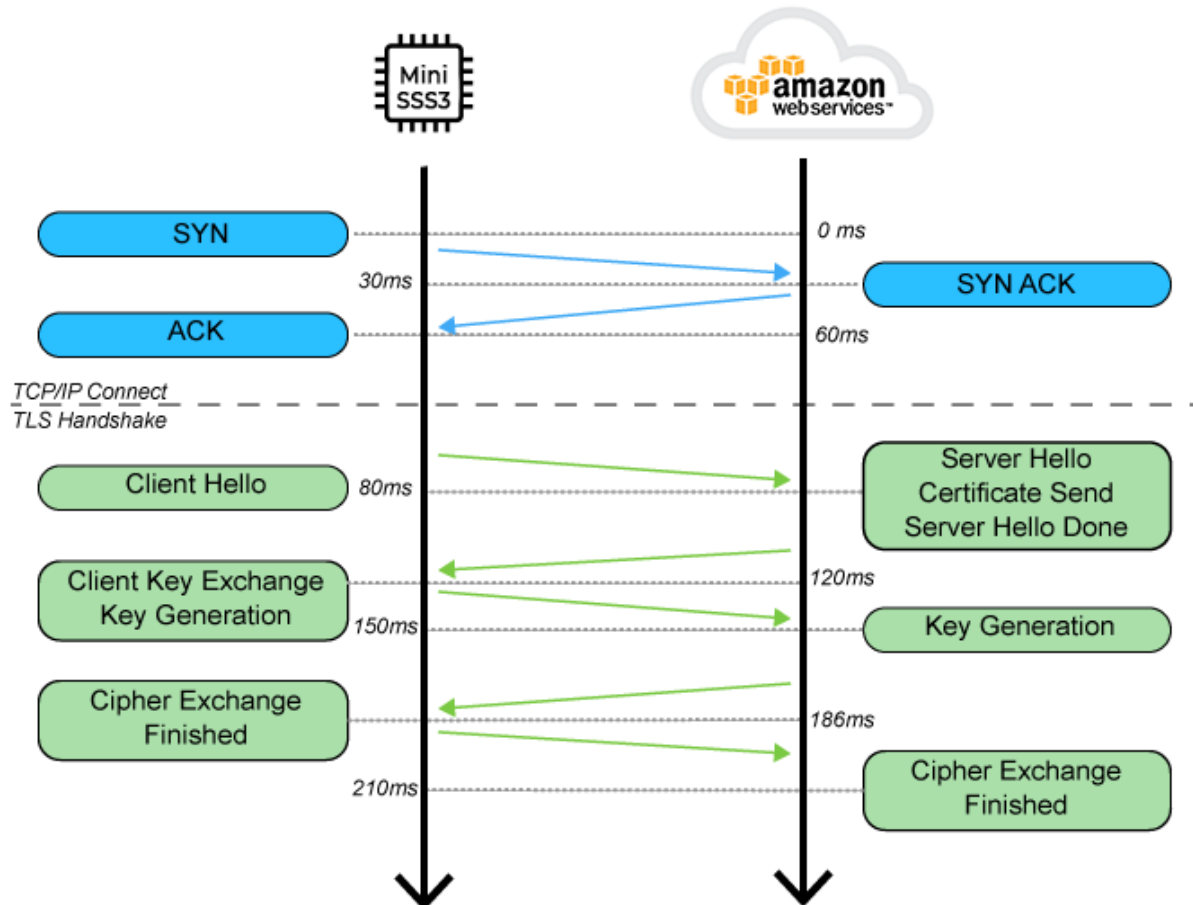 Mini
SSS3
amazon
webservices™
SYN
0 ms
30ms
SYN ACK
ACK
60ms
TCP/IP Connect
TLS Handshake
Client Hello
80ms
Server Hello
Certificate Send
Server Hello Done
Client Key Exchange
Key Generation
120ms
150ms
Key Generation
Cipher Exchange
Finished
186ms
210ms
Cipher Exchange
Finished